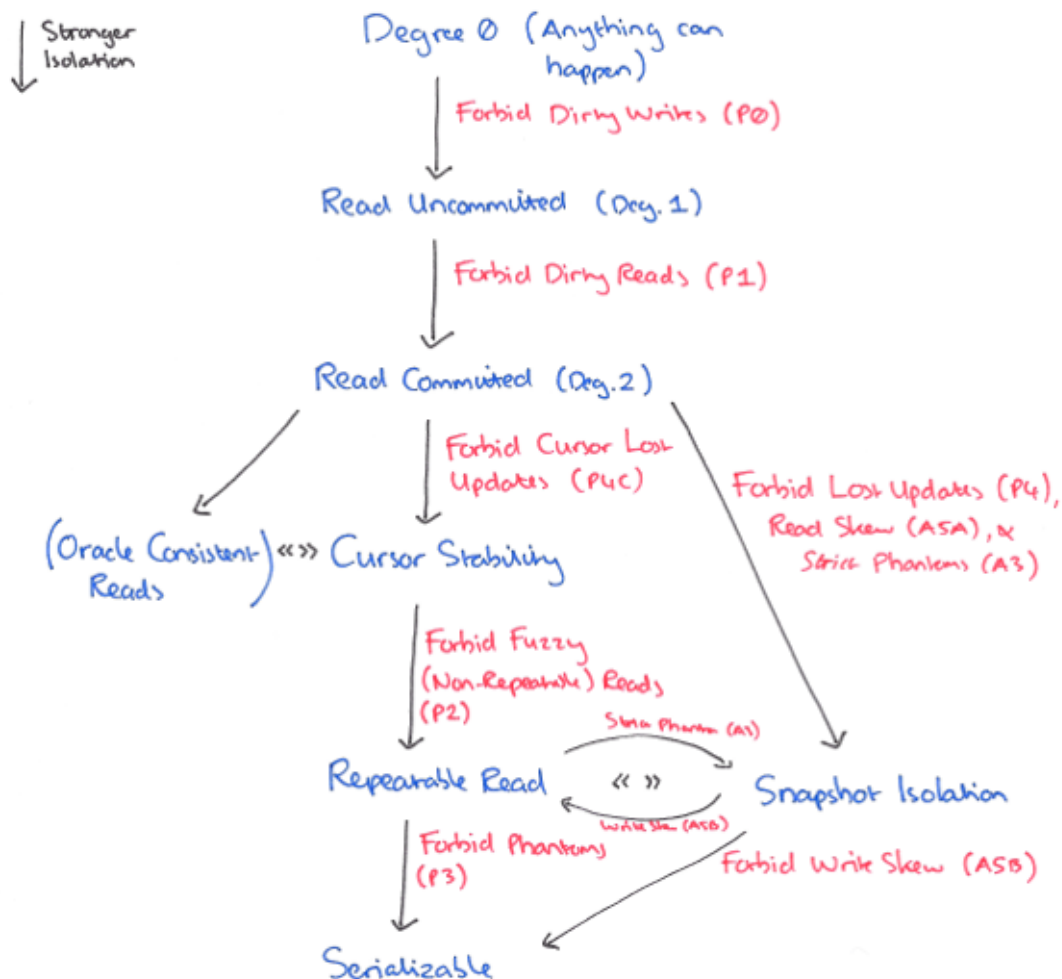 Stronger
Isolation
Degree 0 (Anything can
happen)
Forbid Dirty Writes (P0)
Read Uncommitted (Deg. 1)
Forbid Dirty Reads (P1)
Read Committed (Deg. 2)
Forbid Cursor Lost
Updates (P4C)
Forbid Lost Updates (P4),
Read Skew (A5A), &
Strict Phantoms (A3)
(Oracle Consistent
Reads)
«»
Cursor Stability
Forbid Fuzzy
(Non-Repeatable) Reads
(P2)
Strict Phantom (A3)
Repeatable Read
« »
Snapshot Isolation
Write Skew (A5B)
Forbid Phantoms
(P3)
Forbid Write Skew (A5B)
Serializable